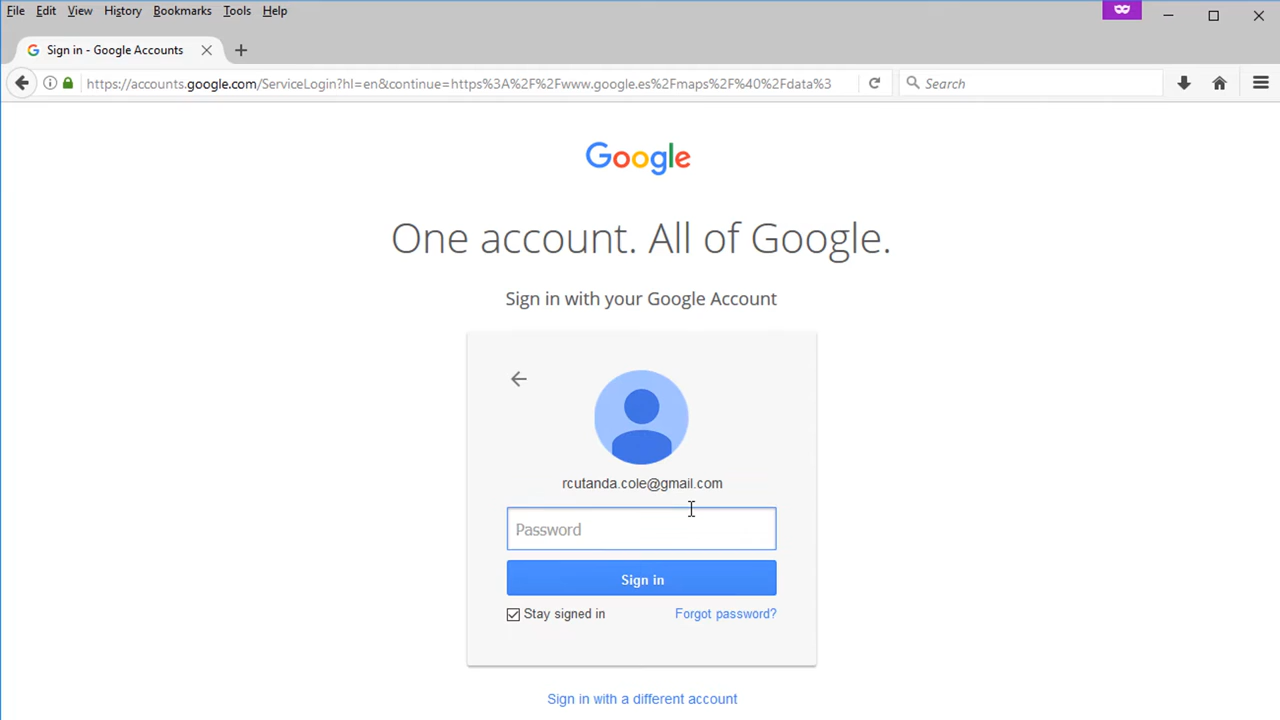 File Edit View History Bookmarks Tools Help
Sign in - Google Accounts
https://accounts.google.com/ServiceLogin?hl=en&continue=https%3A%2F%2Fwww.google.es%2Fmaps%2F%40%2Fdata%3
Search
Google
One account. All of Google.
Sign in with your Google Account
rcutanda.cole@gmail.com
Password
Sign in
Stay signed in Forgot password?
Sign in with a different account